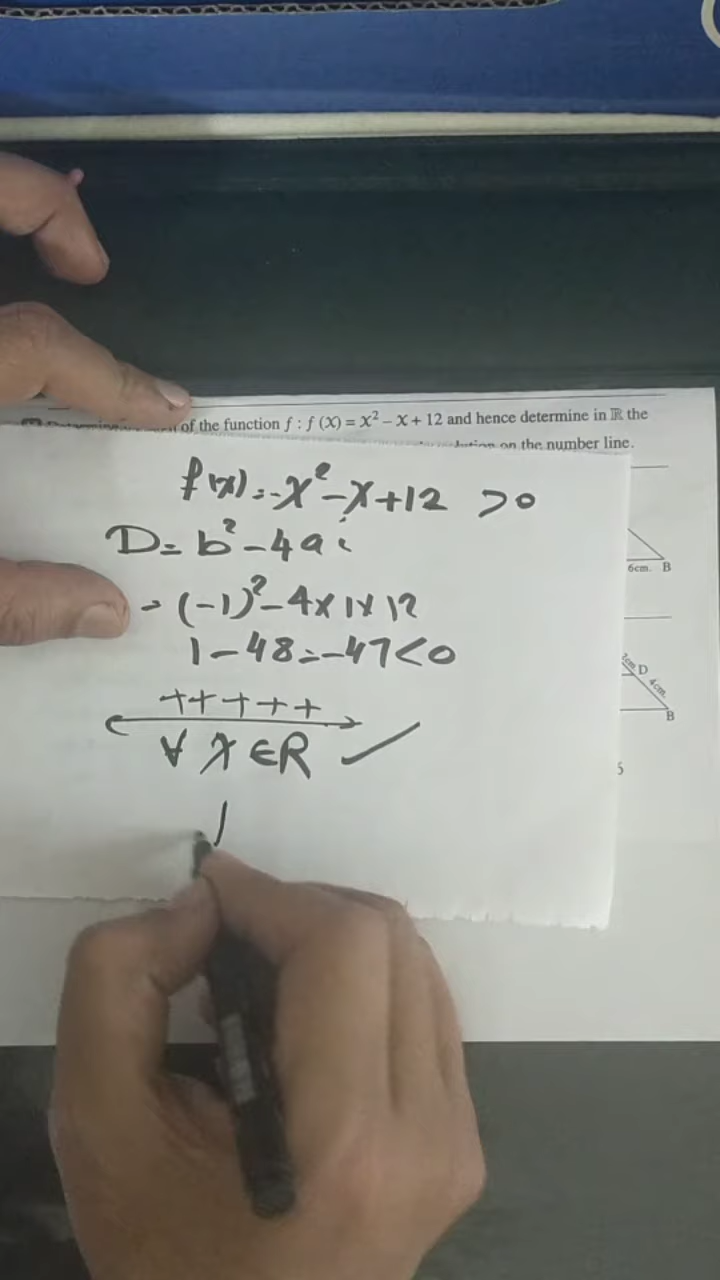 of the function f : f (X) = X² – X + 12 and hence determine in ℝ the
on the number line.
f(x) = -x² - x + 12 > 0
D = b² - 4ac
= (-1)² - 4 x 1 x 12
1 - 48 = -47 < 0
+ + + + +
∀ x ∈ R ✓
6cm. B
D 4cm.
B
5